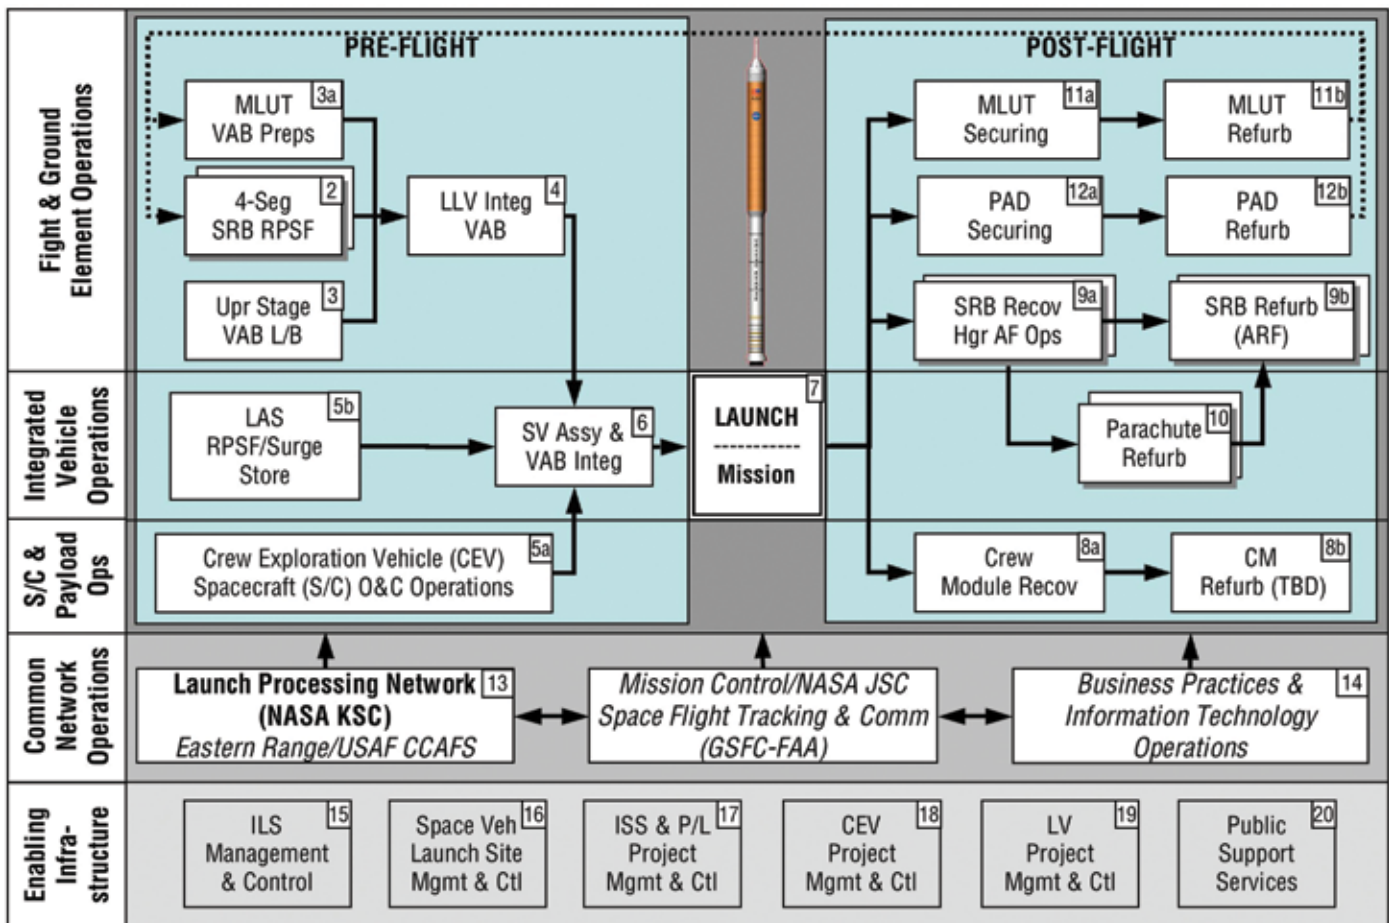 Fight & Ground
Element Operations
PRE-FLIGHT
POST-FLIGHT
3a
MLUT
VAB Preps
2
4-Seg
SRB RPSF
3
Upr Stage
VAB L/B
4
LLV Integ
VAB
11a
MLUT
Securing
11b
MLUT
Refurb
12a
PAD
Securing
12b
PAD
Refurb
9a
SRB Recov
Hgr AF Ops
9b
SRB Refurb
(ARF)
Integrated
Vehicle
Operations
5b
LAS
RPSF/Surge
Store
6
SV Assy &
VAB Integ
7
LAUNCH
Mission
10
Parachute
Refurb
S/C &
Payload
Ops
5a
Crew Exploration Vehicle (CEV)
Spacecraft (S/C) O&C Operations
8a
Crew
Module Recov
8b
CM
Refurb (TBD)
Common
Network
Operations
13
Launch Processing Network
(NASA KSC)
Eastern Range/USAF CCAFS
Mission Control/NASA JSC
Space Flight Tracking & Comm
(GSFC-FAA)
14
Business Practices &
Information Technology
Operations
Enabling
Infra-
structure
15
ILS
Management
& Control
16
Space Veh
Launch Site
Mgmt & Ctl
17
ISS & P/L
Project
Mgmt & Ctl
18
CEV
Project
Mgmt & Ctl
19
LV
Project
Mgmt & Ctl
20
Public
Support
Services